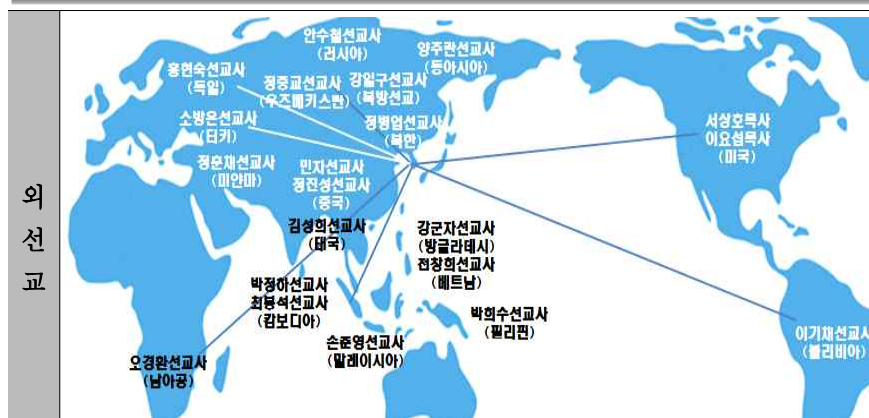 외
선
교
안수철선교사
(러시아)
양주란선교사
(동아시아)
홍현숙선교사
(독일)
정중교선교사
(우즈메키스탄)
강일구선교사
(북방선교)
소방은선교사
(터키)
정병업선교사
(북한)
서상호목사
이요섭목사
(미국)
정훈채선교사
(미얀마)
민자선교사
정진성선교사
(중국)
김성희선교사
(태국)
강군자선교사
(방글라데시)
전창희선교사
(베트남)
박정하선교사
최봉석선교사
(캄보디아)
박희수선교사
(필리핀)
손준영선교사
(말레이시아)
이기채선교사
(볼리비아)
오경환선교사
(남아공)